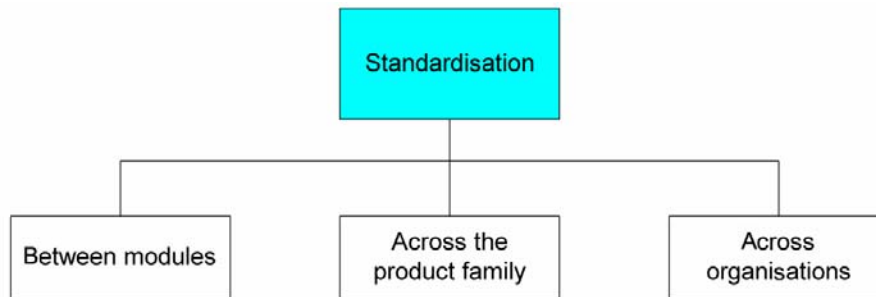 Standardisation
Between modules
Across the
product family
Across
organisations